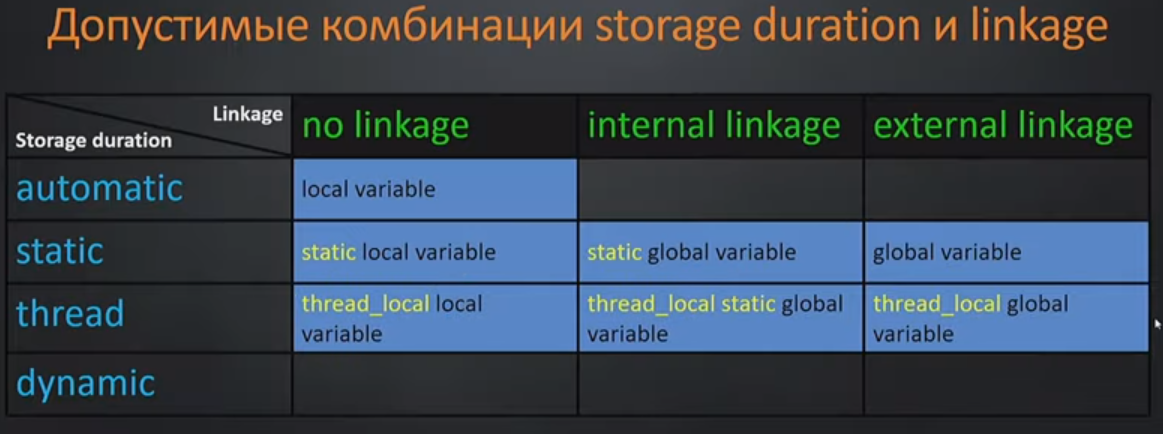 Допустимые комбинации storage duration и linkage
Linkage
Storage duration
no linkage
internal linkage
external linkage
automatic
local variable
static
static local variable
static global variable
global variable
thread
thread_local local
variable
thread_local static global
variable
thread_local global
variable
dynamic